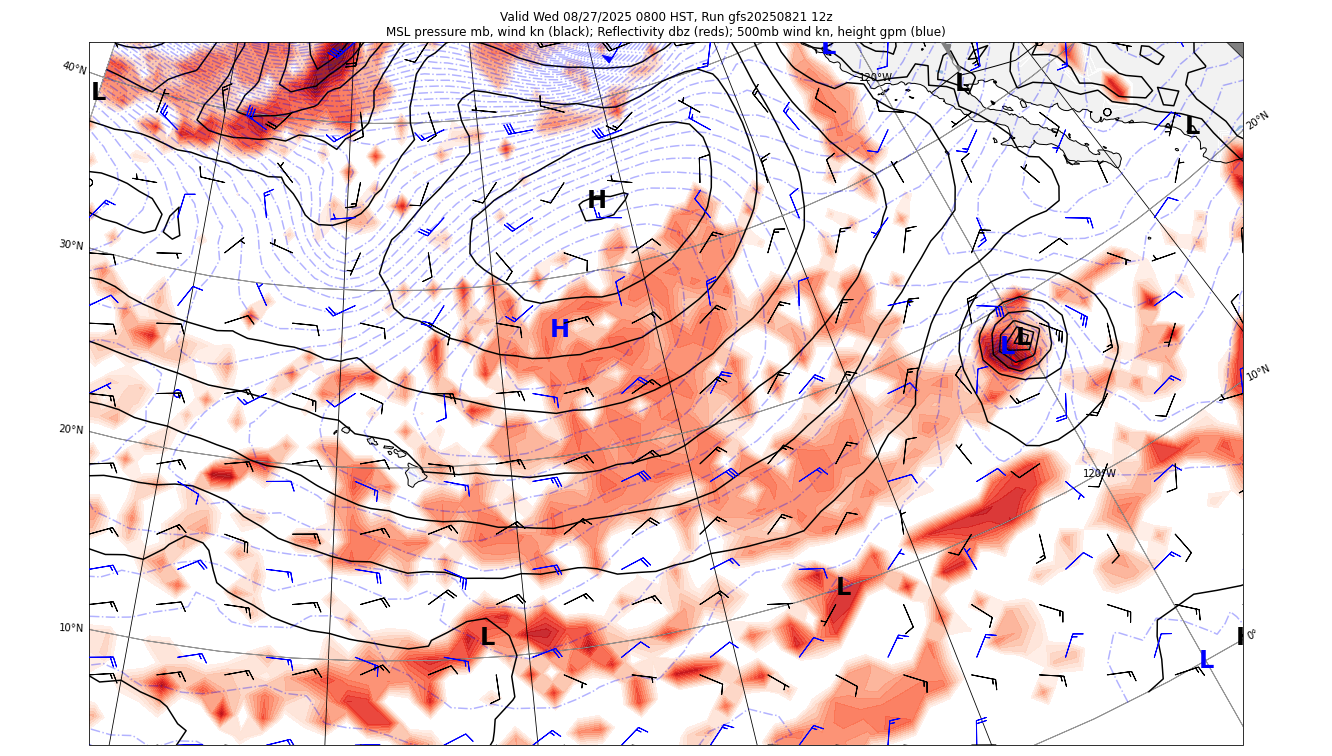 Valid Wed 08/27/2025 0800 HST, Run gfs20250821 12z
MSL pressure mb, wind kn (black); Reflectivity dbz (reds); 500mb wind kn, height gpm (blue)
L
40°N
120°W
L
L
20°N
L
L
H
30°N
H
L
L
10°N
20°N
120°W
L
10°N
L
0°
L